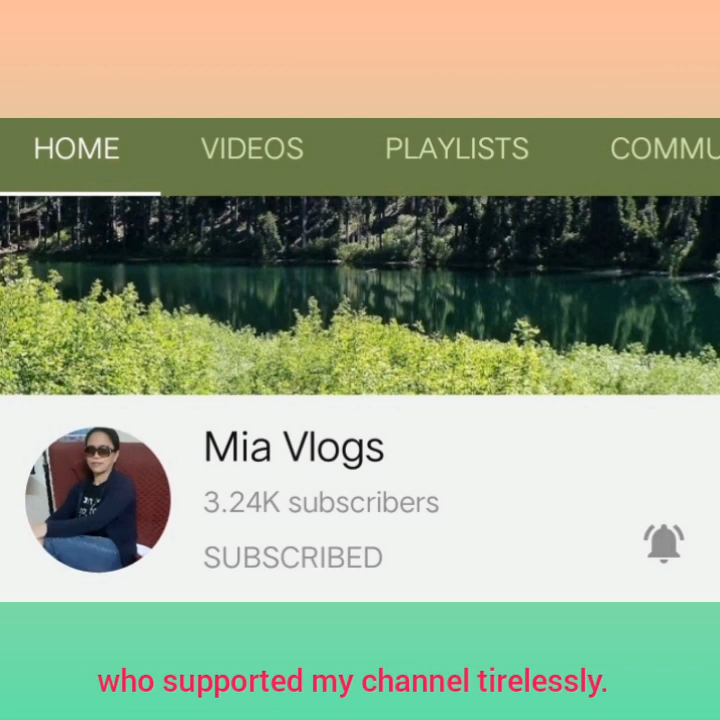 HOME VIDEOS PLAYLISTS COMMU
Mia Vlogs
3.24K subscribers
SUBSCRIBED
who supported my channel tirelessly.